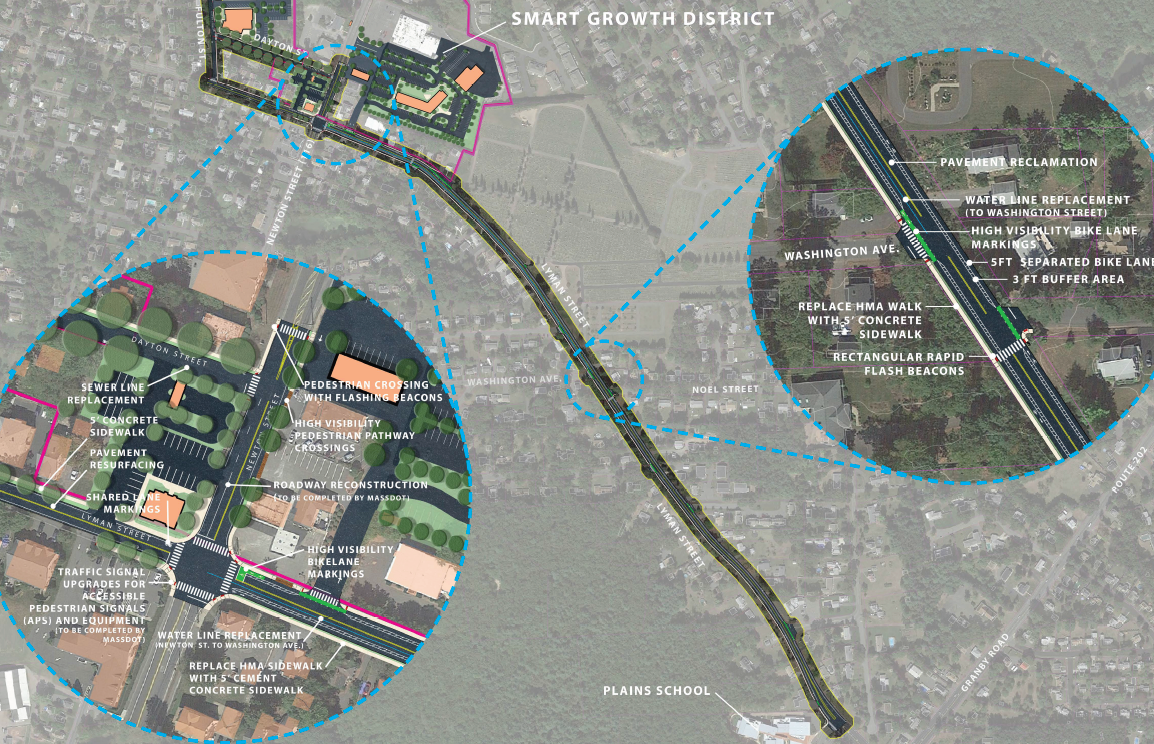 SMART GROWTH DISTRICT
DAYTON S
NEWTON STREET (116)
LYMAN STREET
WASHINGTON AVE.
NOEL STREET
LYMAN STREET
PLAINS SCHOOL
GRANBY ROAD
ROUTE 202
PAVEMENT RECLAMATION
WATER LINE REPLACEMENT
(TO WASHINGTON STREET)
HIGH VISIBILITY BIKE LANE
MARKINGS
WASHINGTON AVE.
5FT SEPARATED BIKE LANE
3 FT BUFFER AREA
REPLACE HMA WALK
WITH 5' CONCRETE
SIDEWALK
RECTANGULAR RAPID
FLASH BEACONS
DAYTON STREET
SEWER LINE
REPLACEMENT
5' CONCRETE
SIDEWALK
PAVEMENT
RESURFACING
SHARED LANE
MARKINGS
LYMAN STREET
NEWTON STREET
PEDESTRIAN CROSSING
WITH FLASHING BEACONS
HIGH VISIBILITY
PEDESTRIAN PATHWAY
CROSSINGS
ROADWAY RECONSTRUCTION
(TO BE COMPLETED BY MASSDOT)
HIGH VISIBILITY
BIKELANE
MARKINGS
TRAFFIC SIGNAL
UPGRADES FOR
ACCESSIBLE
PEDESTRIAN SIGNALS
(APS) AND EQUIPMENT
(TO BE COMPLETED BY
MASSDOT)
WATER LINE REPLACEMENT
(NEWTON ST. TO WASHINGTON AVE.)
REPLACE HMA SIDEWALK
WITH 5' CEMENT
CONCRETE SIDEWALK